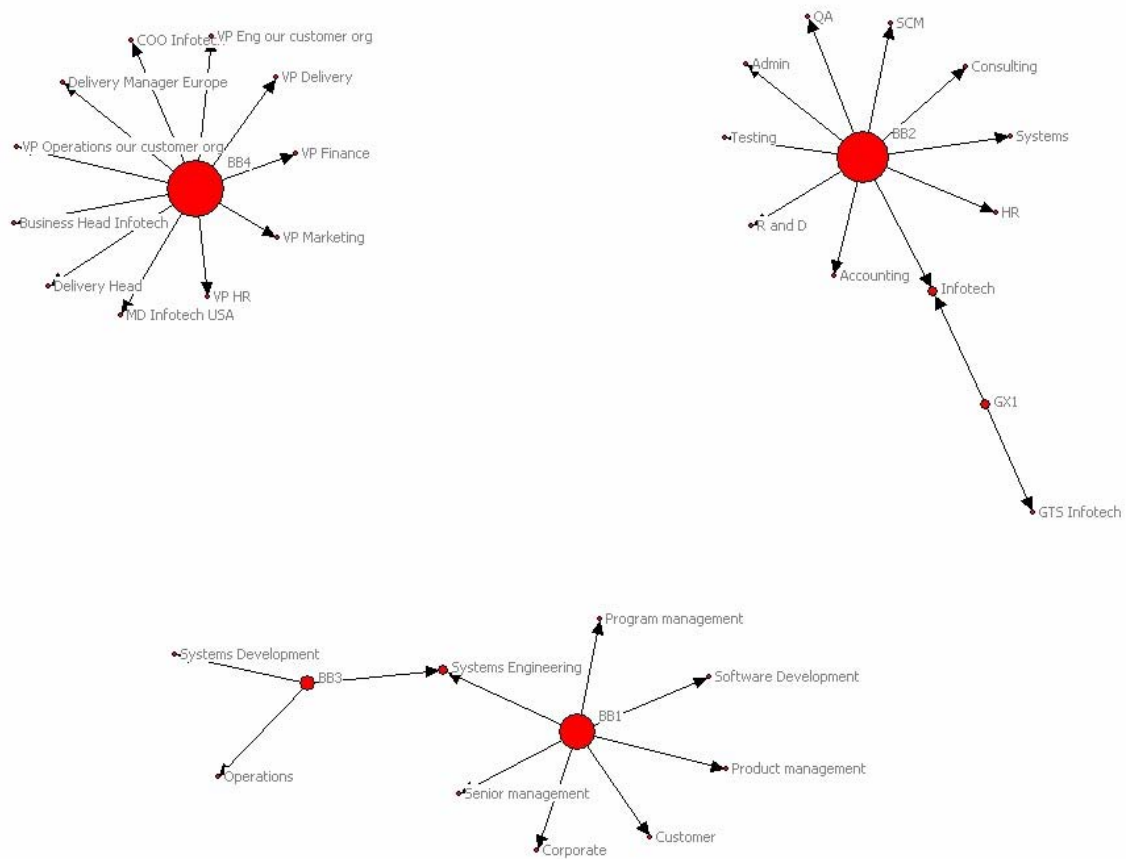 COO Infotec...
VP Eng our customer org
Delivery Manager Europe
VP Delivery
VP Operations our customer org
BB4
VP Finance
Business Head Infotech
VP Marketing
Delivery Head
VP HR
MD Infotech USA
QA
SCM
Admin
Consulting
Testing
BB2
Systems
R and D
HR
Accounting
Infotech
GX1
GTS Infotech
Program management
Systems Development
Systems Engineering
BB3
Software Development
BB1
Operations
Senior management
Product management
Customer
Corporate